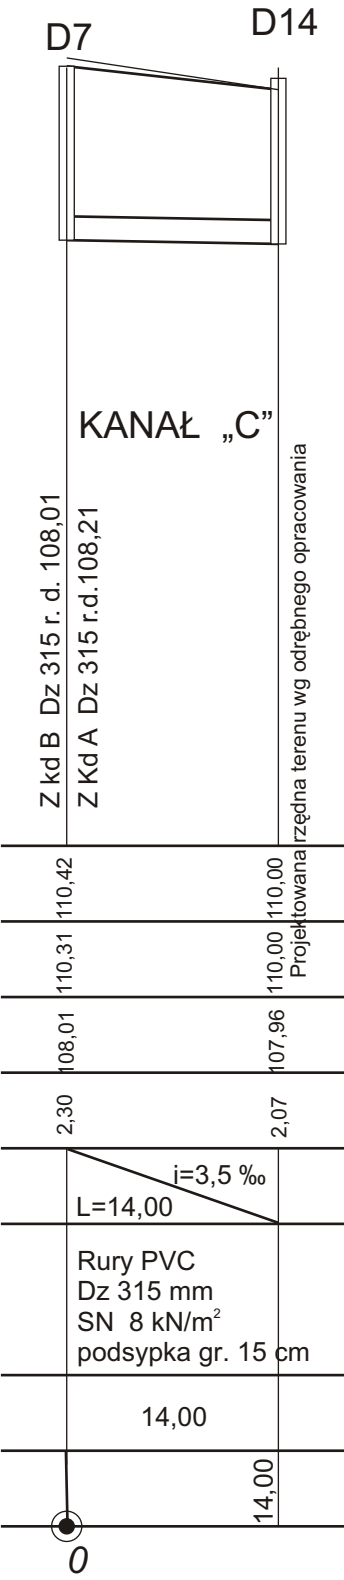 D7
D14
KANAŁ „C”
Z kd B Dz 315 r. d. 108,01
Z Kd A Dz 315 r.d.108,21
Projektowana rzędna terenu wg odrębnego opracowania
110,42
110,00
110,31
110,00
108,01
107,96
2,30
2,07
i=3,5 ‰
L=14,00
Rury PVC
Dz 315 mm
SN 8 kN/m²
podsypka gr. 15 cm
14,00
14,00
0